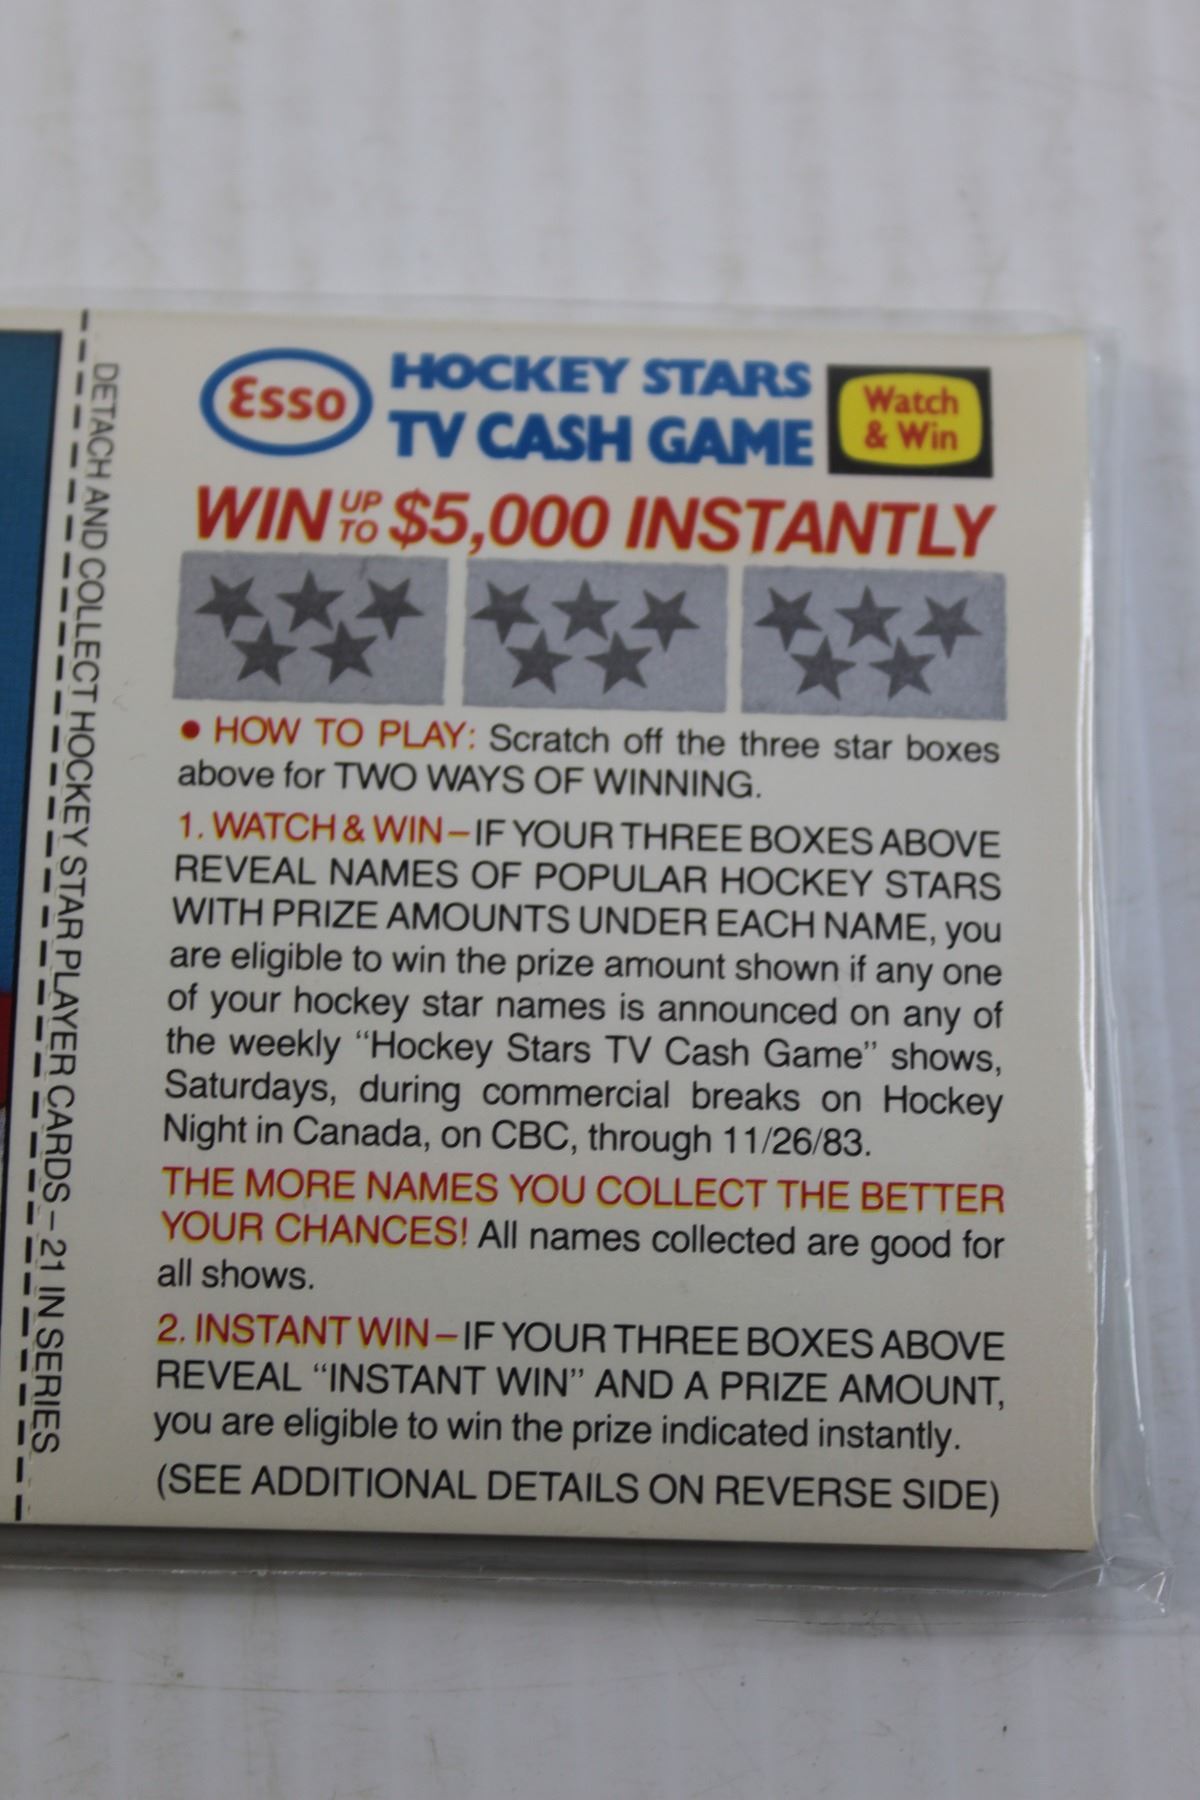 DETACH AND COLLECT HOCKEY STAR PLAYER CARDS – 21 IN SERIES
Esso
HOCKEY STARS
TV CASH GAME
Watch
& Win
WIN UP TO $5,000 INSTANTLY
• HOW TO PLAY: Scratch off the three star boxes
above for TWO WAYS OF WINNING.
1. WATCH & WIN – IF YOUR THREE BOXES ABOVE
REVEAL NAMES OF POPULAR HOCKEY STARS
WITH PRIZE AMOUNTS UNDER EACH NAME, you
are eligible to win the prize amount shown if any one
of your hockey star names is announced on any of
the weekly "Hockey Stars TV Cash Game" shows,
Saturdays, during commercial breaks on Hockey
Night in Canada, on CBC, through 11/26/83.
THE MORE NAMES YOU COLLECT THE BETTER
YOUR CHANCES! All names collected are good for
all shows.
2. INSTANT WIN – IF YOUR THREE BOXES ABOVE
REVEAL "INSTANT WIN" AND A PRIZE AMOUNT,
you are eligible to win the prize indicated instantly.
(SEE ADDITIONAL DETAILS ON REVERSE SIDE)